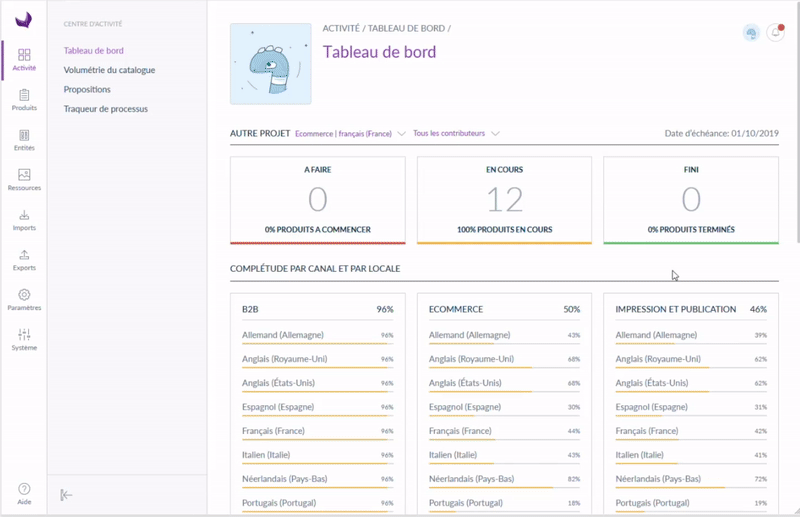 Activité
Produits
Entités
Ressources
Imports
Exports
Paramètres
Système
Aide
CENTRE D'ACTIVITÉ
Tableau de bord
Volumétrie du catalogue
Propositions
Traqueur de processus
ACTIVITÉ / TABLEAU DE BORD /
Tableau de bord
AUTRE PROJET Ecommerce | français (France) Tous les contributeurs Date d'échéance: 01/10/2019
A FAIRE
0
0% PRODUITS A COMMENCER
EN COURS
12
100% PRODUITS EN COURS
FINI
0
0% PRODUITS TERMINÉS
COMPLÉTUDE PAR CANAL ET PAR LOCALE
B2B 96%
Allemand (Allemagne) 96%
Anglais (Royaume-Uni) 96%
Anglais (États-Unis) 96%
Espagnol (Espagne) 96%
Français (France) 96%
Italien (Italie) 96%
Néerlandais (Pays-Bas) 96%
Portugais (Portugal) 96%
ECOMMERCE 50%
Allemand (Allemagne) 43%
Anglais (Royaume-Uni) 68%
Anglais (États-Unis) 68%
Espagnol (Espagne) 30%
Français (France) 44%
Italien (Italie) 43%
Néerlandais (Pays-Bas) 82%
Portugais (Portugal) 18%
IMPRESSION ET PUBLICATION 46%
Allemand (Allemagne) 39%
Anglais (Royaume-Uni) 62%
Anglais (États-Unis) 62%
Espagnol (Espagne) 31%
Français (France) 42%
Italien (Italie) 41%
Néerlandais (Pays-Bas) 72%
Portugais (Portugal) 19%